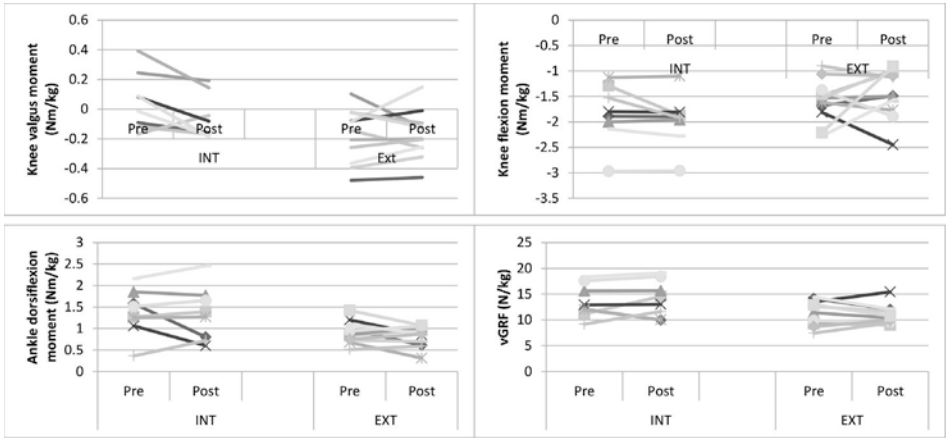 Knee valgus moment
(Nm/kg)
0.6
0.4
0.2
0
-0.2
-0.4
-0.6
Pre
Post
Pre
Post
INT
Ext
Knee flexion moment
(Nm/kg)
0
-0.5
-1
-1.5
-2
-2.5
-3
-3.5
Pre
Post
Pre
Post
INT
EXT
Ankle dorsiflexion
moment (Nm/kg)
3
2.5
2
1.5
1
0.5
0
Pre
Post
Pre
Post
INT
EXT
vGRF (N/kg)
25
20
15
10
5
0
Pre
Post
Pre
Post
INT
EXT